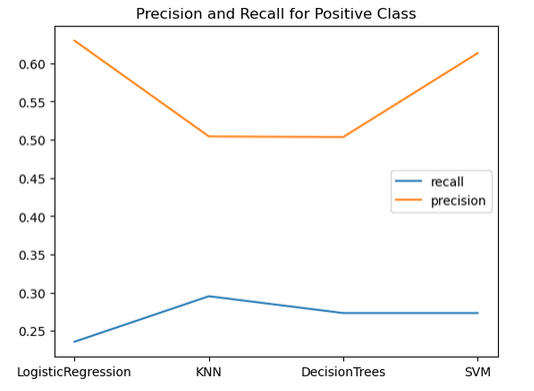 Precision and Recall for Positive Class
0.60
0.55
0.50
0.45
0.40
0.35
0.30
0.25
recall
precision
LogisticRegression KNN DecisionTrees SVM